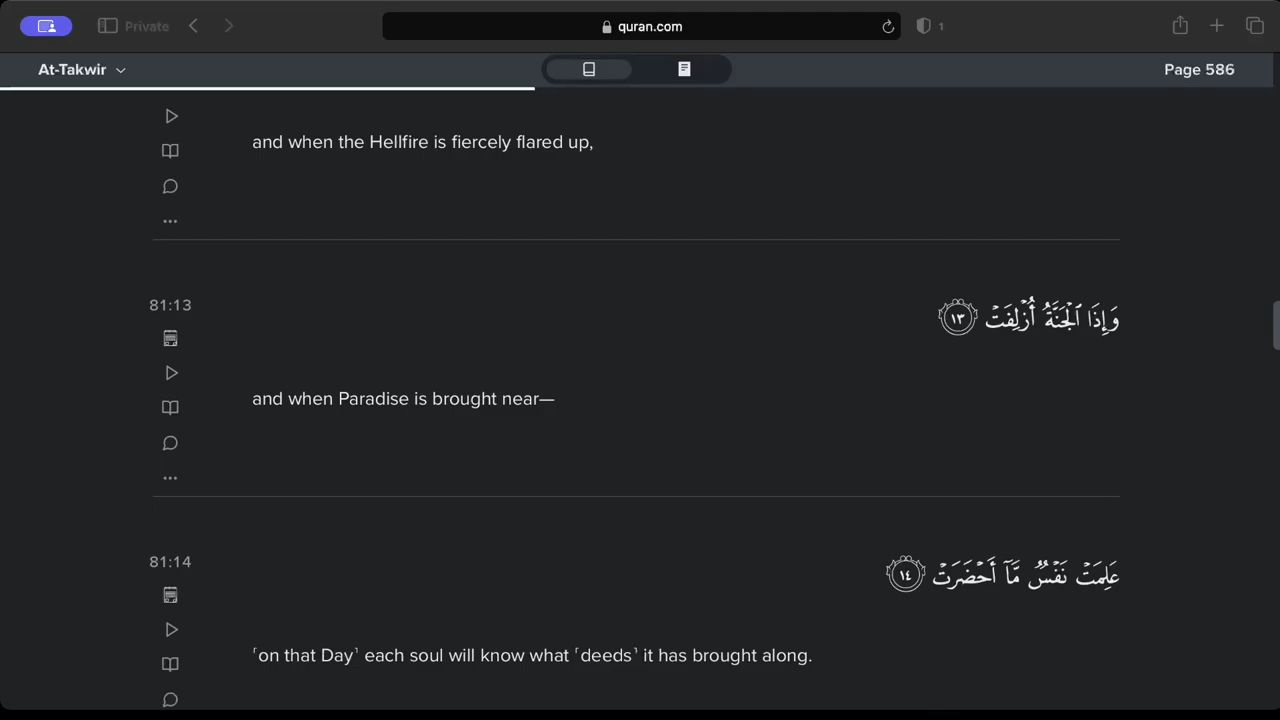 Private
quran.com
1
At-Takwir
Page 586
and when the Hellfire is fiercely flared up,
81:13
وَإِذَا ٱلْجَنَّةُ أُزْلِفَتْ ١٣
and when Paradise is brought near—
81:14
عَلِمَتْ نَفْسٌ مَّآ أَحْضَرَتْ ١٤
⸢on that Day⸣ each soul will know what ⸢deeds⸣ it has brought along.